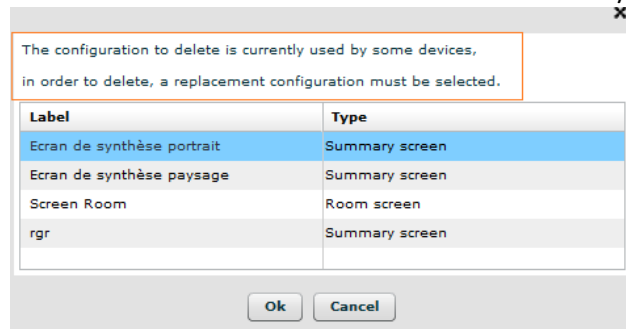 x
The configuration to delete is currently used by some devices,
in order to delete, a replacement configuration must be selected.
Label Type
Ecran de synthèse portrait Summary screen
Ecran de synthèse paysage Summary screen
Screen Room Room screen
rgr Summary screen
Ok Cancel